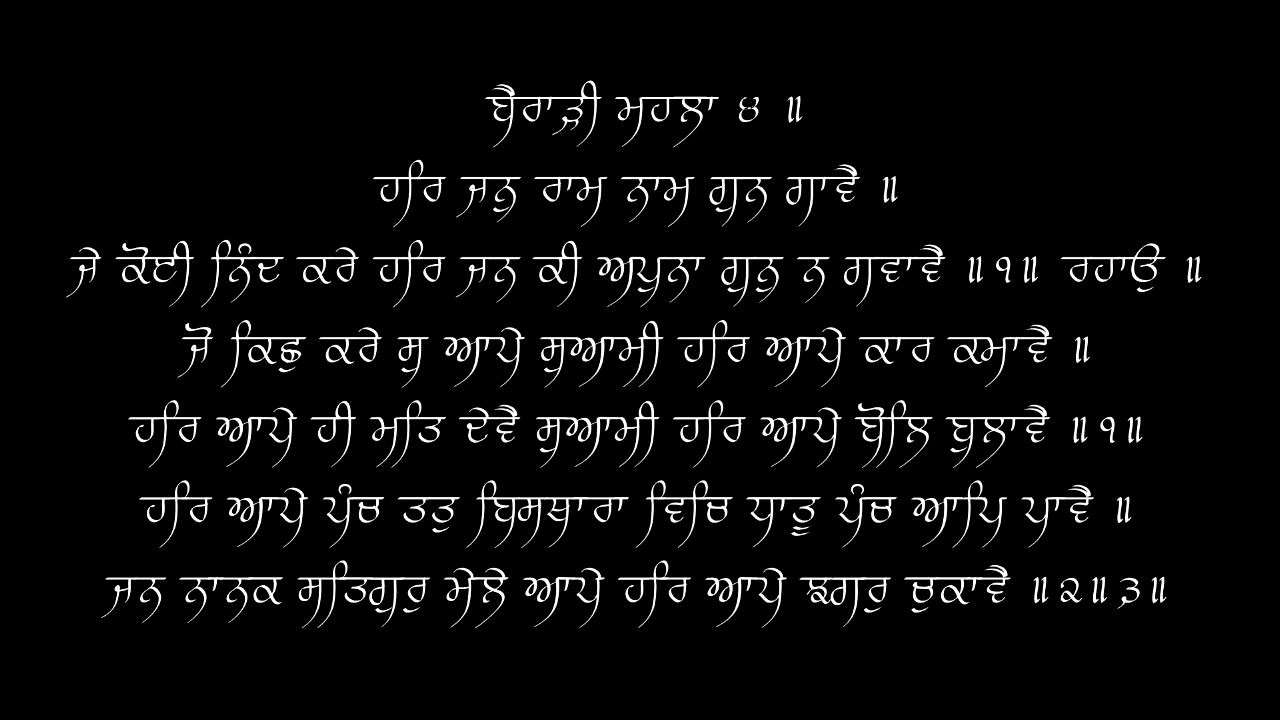 ਬੈਰਾੜੀ ਮਹਲਾ ੪ ॥
ਹਰਿ ਜਨੁ ਰਾਮ ਨਾਮ ਗੁਨ ਗਾਵੈ ॥
ਜੇ ਕੋਈ ਨਿੰਦ ਕਰੇ ਹਰਿ ਜਨ ਕੀ ਅਪੁਨਾ ਗੁਨੁ ਨ ਗਵਾਵੈ ॥੧॥ ਰਹਾਉ ॥
ਜੋ ਕਿਛੁ ਕਰੇ ਸੁ ਆਪੇ ਸੁਆਮੀ ਹਰਿ ਆਪੇ ਕਾਰ ਕਮਾਵੈ ॥
ਹਰਿ ਆਪੇ ਹੀ ਮਤਿ ਦੇਵੈ ਸੁਆਮੀ ਹਰਿ ਆਪੇ ਬੋਲਿ ਬੁਲਾਵੈ ॥੧॥
ਹਰਿ ਆਪੇ ਪੰਚ ਤਤੁ ਬਿਸਥਾਰਾ ਵਿਚਿ ਧਾਤੂ ਪੰਚ ਆਪਿ ਪਾਵੈ ॥
ਜਨ ਨਾਨਕ ਸਤਿਗੁਰੁ ਮੇਲੇ ਆਪੇ ਹਰਿ ਆਪੇ ਝਗਰੁ ਚੁਕਾਵੈ ॥੨॥੩॥